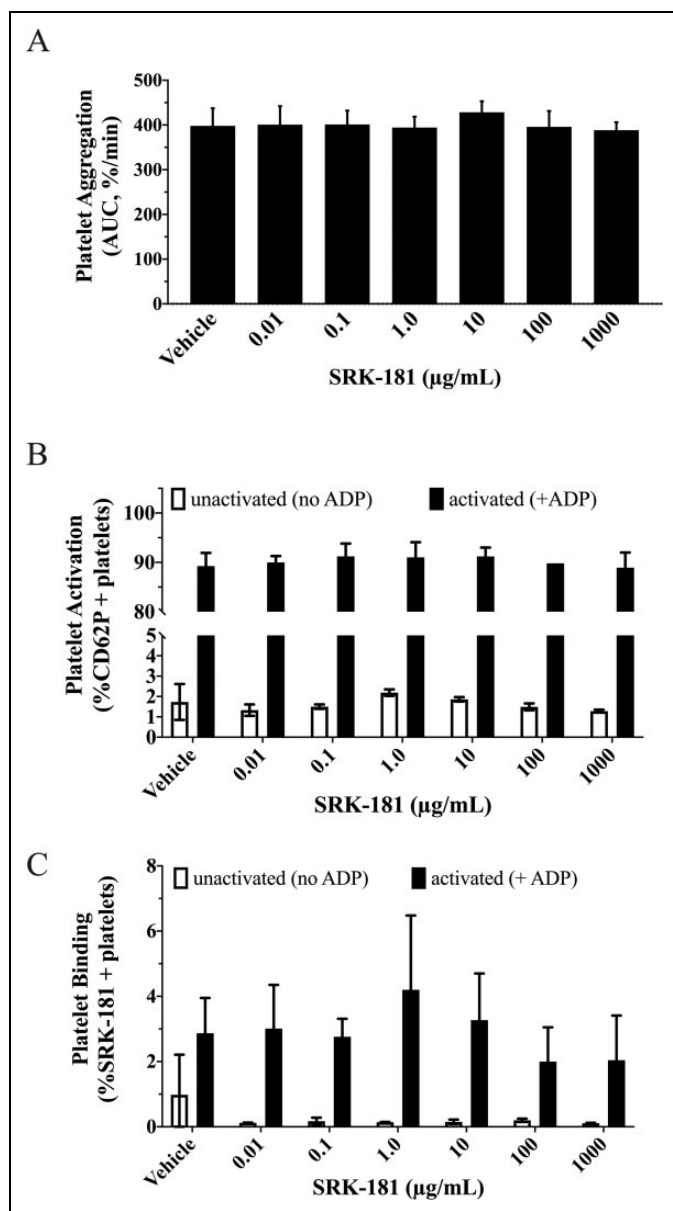 A
Platelet Aggregation
(AUC, %/min)
500
400
300
200
100
0
Vehicle
0.01
0.1
1.0
10
100
1000
SRK-181 (µg/mL)
B
unactivated (no ADP)
activated (+ADP)
Platelet Activation
(%CD62P + platelets)
100
90
80
5
4
3
2
1
0
Vehicle
0.01
0.1
1.0
10
100
1000
SRK-181 (µg/mL)
C
unactivated (no ADP)
activated (+ ADP)
Platelet Binding
(%SRK-181 + platelets)
8
6
4
2
0
Vehicle
0.01
0.1
1.0
10
100
1000
SRK-181 (µg/mL)